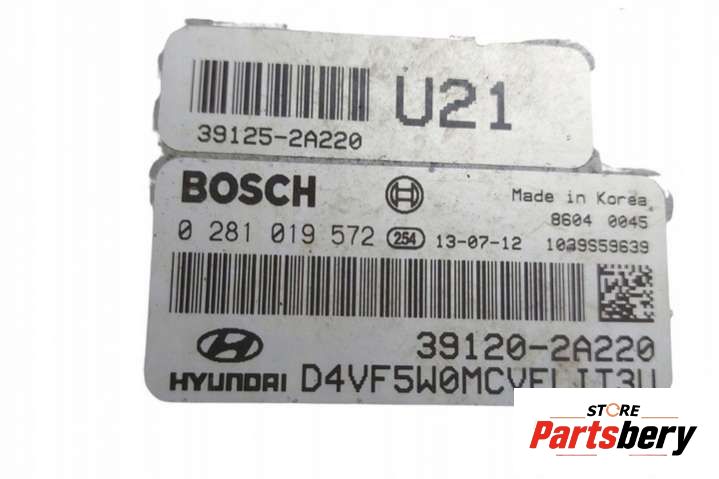 U21
39125-2A220
BOSCH
Made in Korea
8604 0045
0 281 019 572 254 13-07-12 1039S59639
39120-2A220
HYUNDAI
STORE
Partsbery